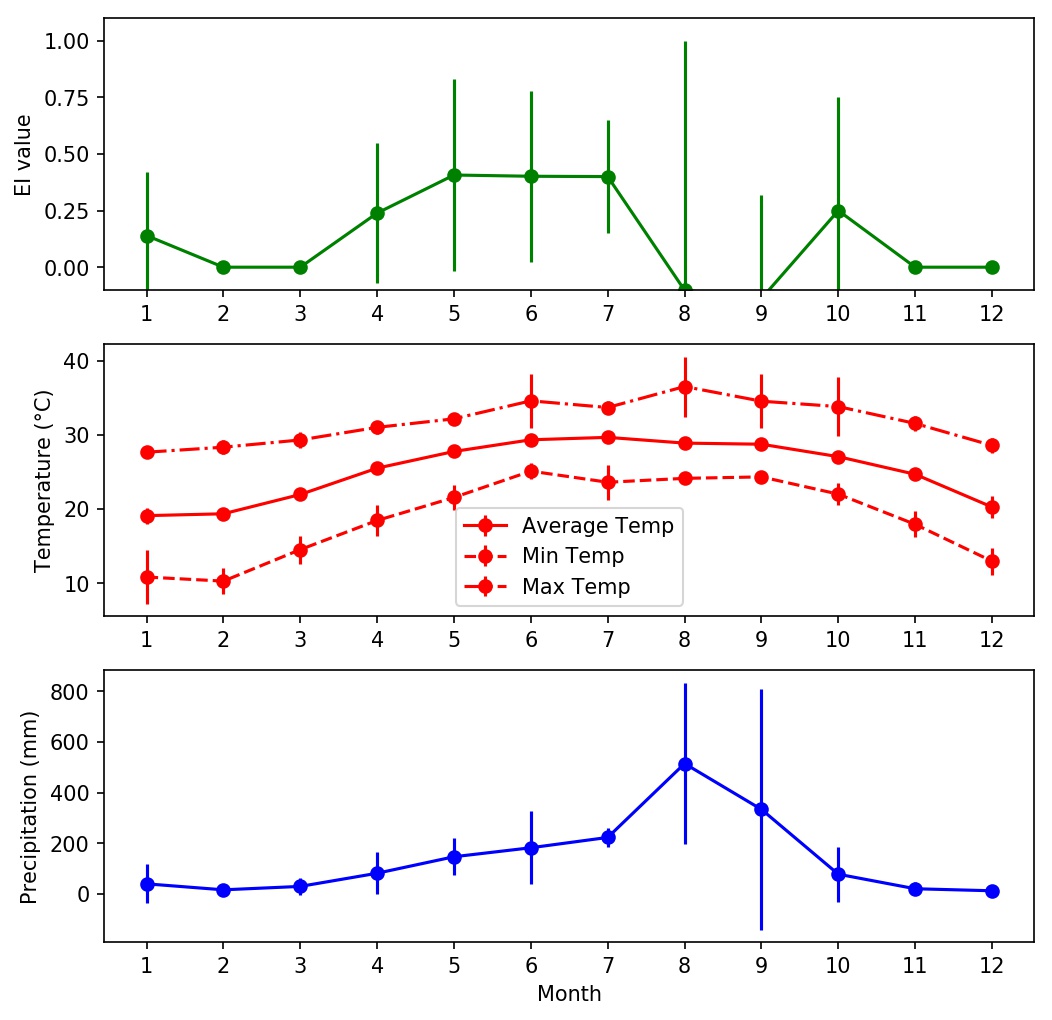 1.00
0.75
0.50
0.25
0.00
EI value
1 2 3 4 5 6 7 8 9 10 11 12
40
30
20
10
Temperature (°C)
Average Temp
Min Temp
Max Temp
1 2 3 4 5 6 7 8 9 10 11 12
800
600
400
200
0
Precipitation (mm)
1 2 3 4 5 6 7 8 9 10 11 12
Month